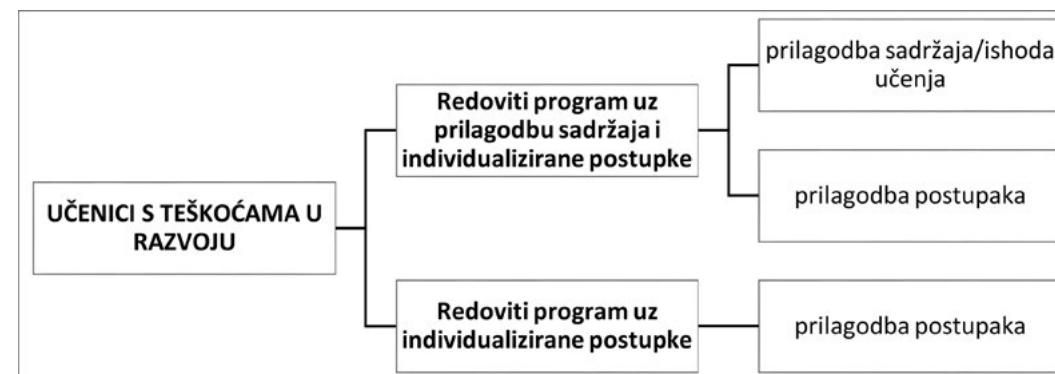 UČENICI S TEŠKOĆAMA U
RAZVOJU
Redoviti program uz
prilagodbu sadržaja i
individualizirane postupke
prilagodba sadržaja/ishoda
učenja
prilagodba postupaka
Redoviti program uz
individualizirane postupke
prilagodba postupaka